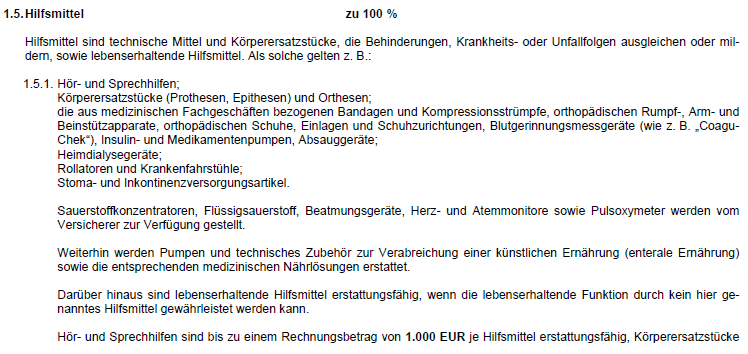 1.5. Hilfsmittel zu 100 %
Hilfsmittel sind technische Mittel und Körperersatzstücke, die Behinderungen, Krankheits- oder Unfallfolgen ausgleichen oder mil-
dern, sowie lebenserhaltende Hilfsmittel. Als solche gelten z. B.:
1.5.1. Hör- und Sprechhilfen;
Körperersatzstücke (Prothesen, Epithesen) und Orthesen;
die aus medizinischen Fachgeschäften bezogenen Bandagen und Kompressionsstrümpfe, orthopädischen Rumpf-, Arm- und
Beinstützapparate, orthopädischen Schuhe, Einlagen und Schuhzurichtungen, Blutgerinnungsmessgeräte (wie z. B. „Coagu-
Chek“), Insulin- und Medikamentenpumpen, Absauggeräte;
Heimdialysegeräte;
Rollatoren und Krankenfahrstühle;
Stoma- und Inkontinenzversorgungsartikel.
Sauerstoffkonzentratoren, Flüssigsauerstoff, Beatmungsgeräte, Herz- und Atemmonitore sowie Pulsoxymeter werden vom
Versicherer zur Verfügung gestellt.
Weiterhin werden Pumpen und technisches Zubehör zur Verabreichung einer künstlichen Ernährung (enterale Ernährung)
sowie die entsprechenden medizinischen Nährlösungen erstattet.
Darüber hinaus sind lebenserhaltende Hilfsmittel erstattungsfähig, wenn die lebenserhaltende Funktion durch kein hier ge-
nanntes Hilfsmittel gewährleistet werden kann.
Hör- und Sprechhilfen sind bis zu einem Rechnungsbetrag von 1.000 EUR je Hilfsmittel erstattungsfähig, Körperersatzstücke